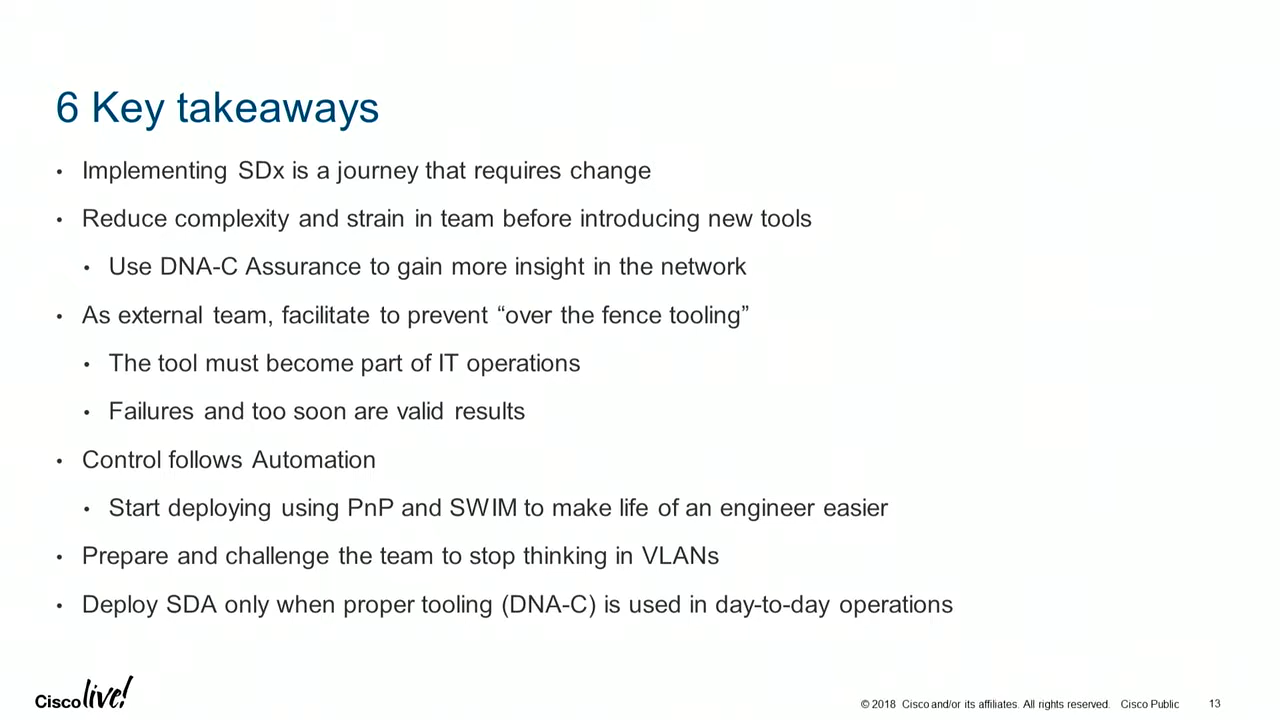 6 Key takeaways
• Implementing SDx is a journey that requires change
• Reduce complexity and strain in team before introducing new tools
• Use DNA-C Assurance to gain more insight in the network
• As external team, facilitate to prevent “over the fence tooling”
• The tool must become part of IT operations
• Failures and too soon are valid results
• Control follows Automation
• Start deploying using PnP and SWIM to make life of an engineer easier
• Prepare and challenge the team to stop thinking in VLANs
• Deploy SDA only when proper tooling (DNA-C) is used in day-to-day operations
Cisco live!
© 2018 Cisco and/or its affiliates. All rights reserved. Cisco Public 13